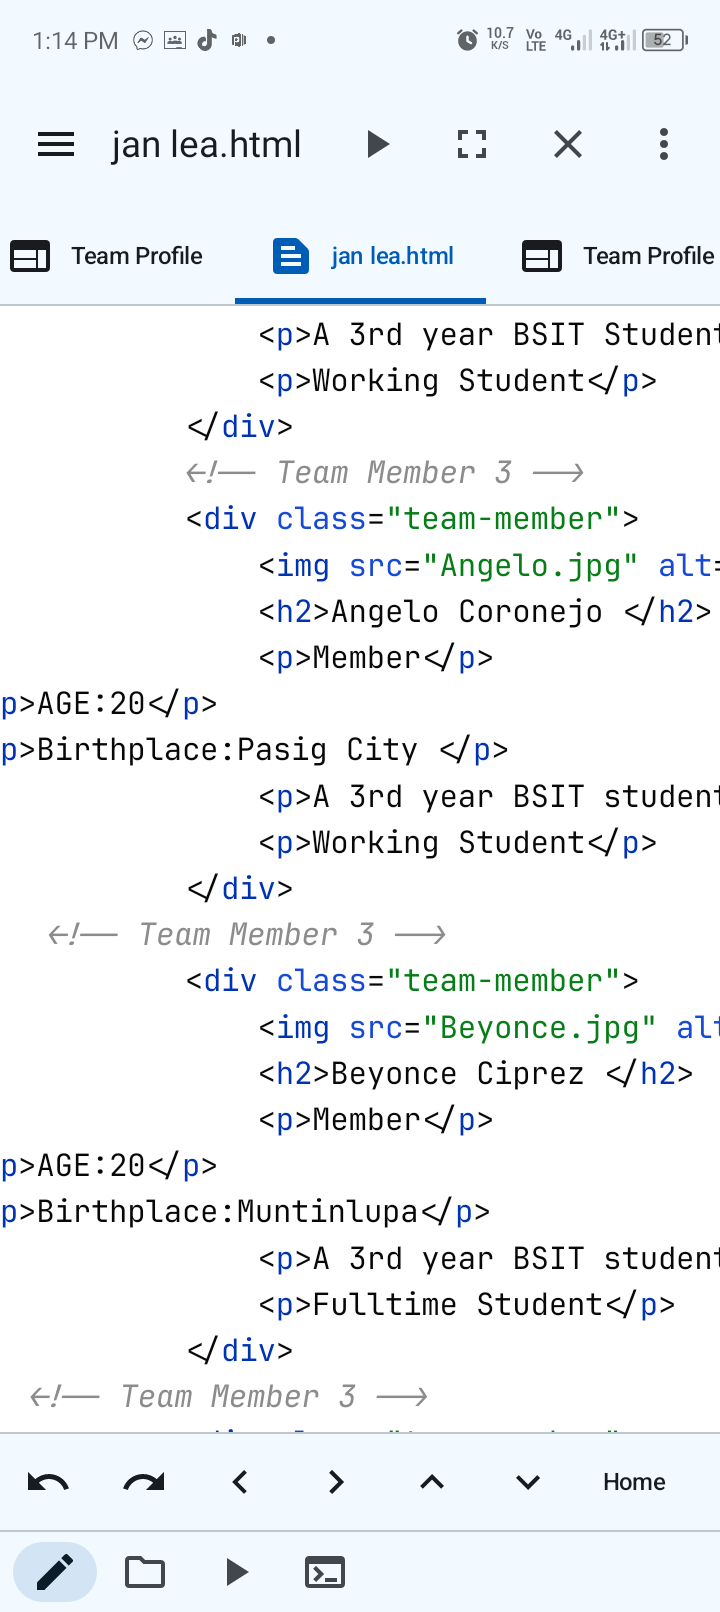 1:14 PM 10.7 K/S Vo LTE 4G 4G+ 52
jan lea.html
Team Profile jan lea.html Team Profile
<p>A 3rd year BSIT Student
<p>Working Student</p>
</div>
<!-- Team Member 3 -->
<div class="team-member">
<img src="Angelo.jpg" alt=
<h2>Angelo Coronejo </h2>
<p>Member</p>
p>AGE:20</p>
p>Birthplace:Pasig City </p>
<p>A 3rd year BSIT student
<p>Working Student</p>
</div>
<!-- Team Member 3 -->
<div class="team-member">
<img src="Beyonce.jpg" alt
<h2>Beyonce Ciprez </h2>
<p>Member</p>
p>AGE:20</p>
p>Birthplace:Muntinlupa</p>
<p>A 3rd year BSIT student
<p>Fulltime Student</p>
</div>
<!-- Team Member 3 -->
Home